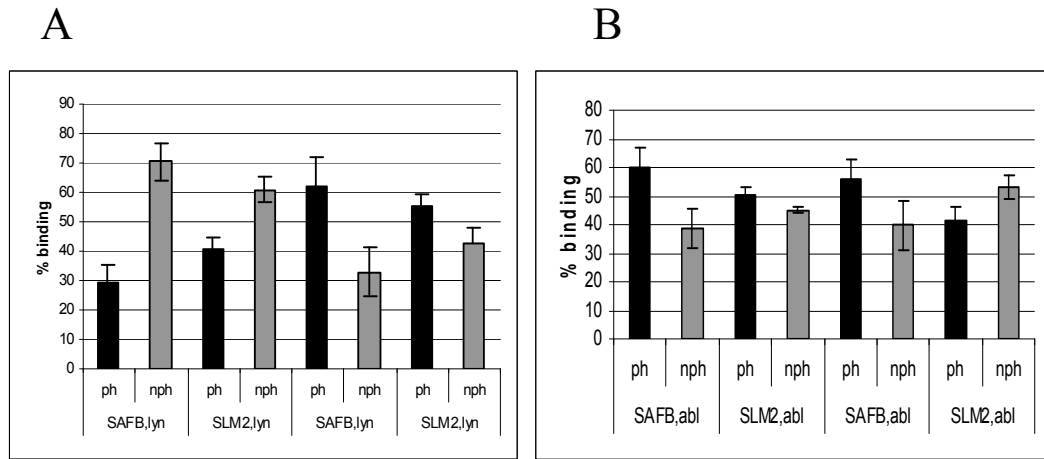 A
B
90
80
70
60
50
40
30
20
10
0
% binding
ph nph ph nph ph nph ph nph
SAFB,lyn SLM2,lyn SAFB,lyn SLM2,lyn
80
70
60
50
40
30
20
10
0
% binding
ph nph ph nph ph nph ph nph
SAFB,abl SLM2,abl SAFB,abl SLM2,abl